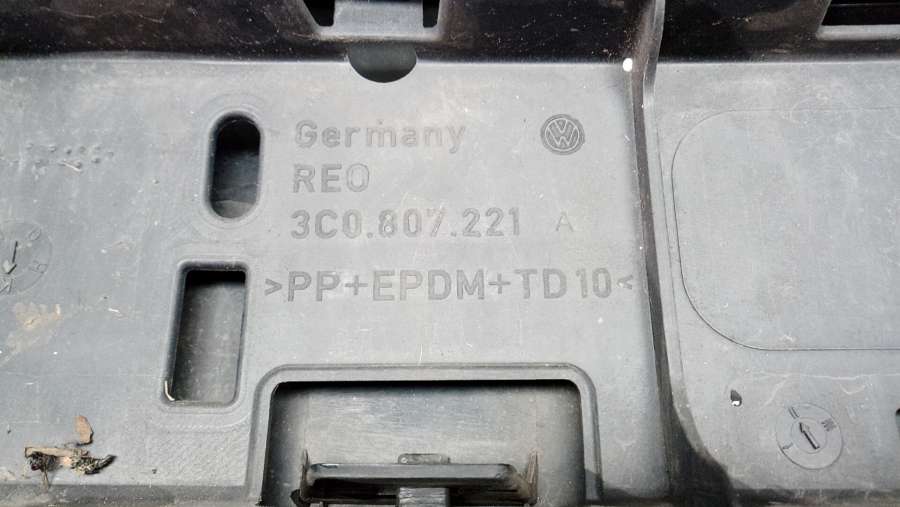 Germany
REO
3C0.807.221 A
>PP+EPDM+TD10<